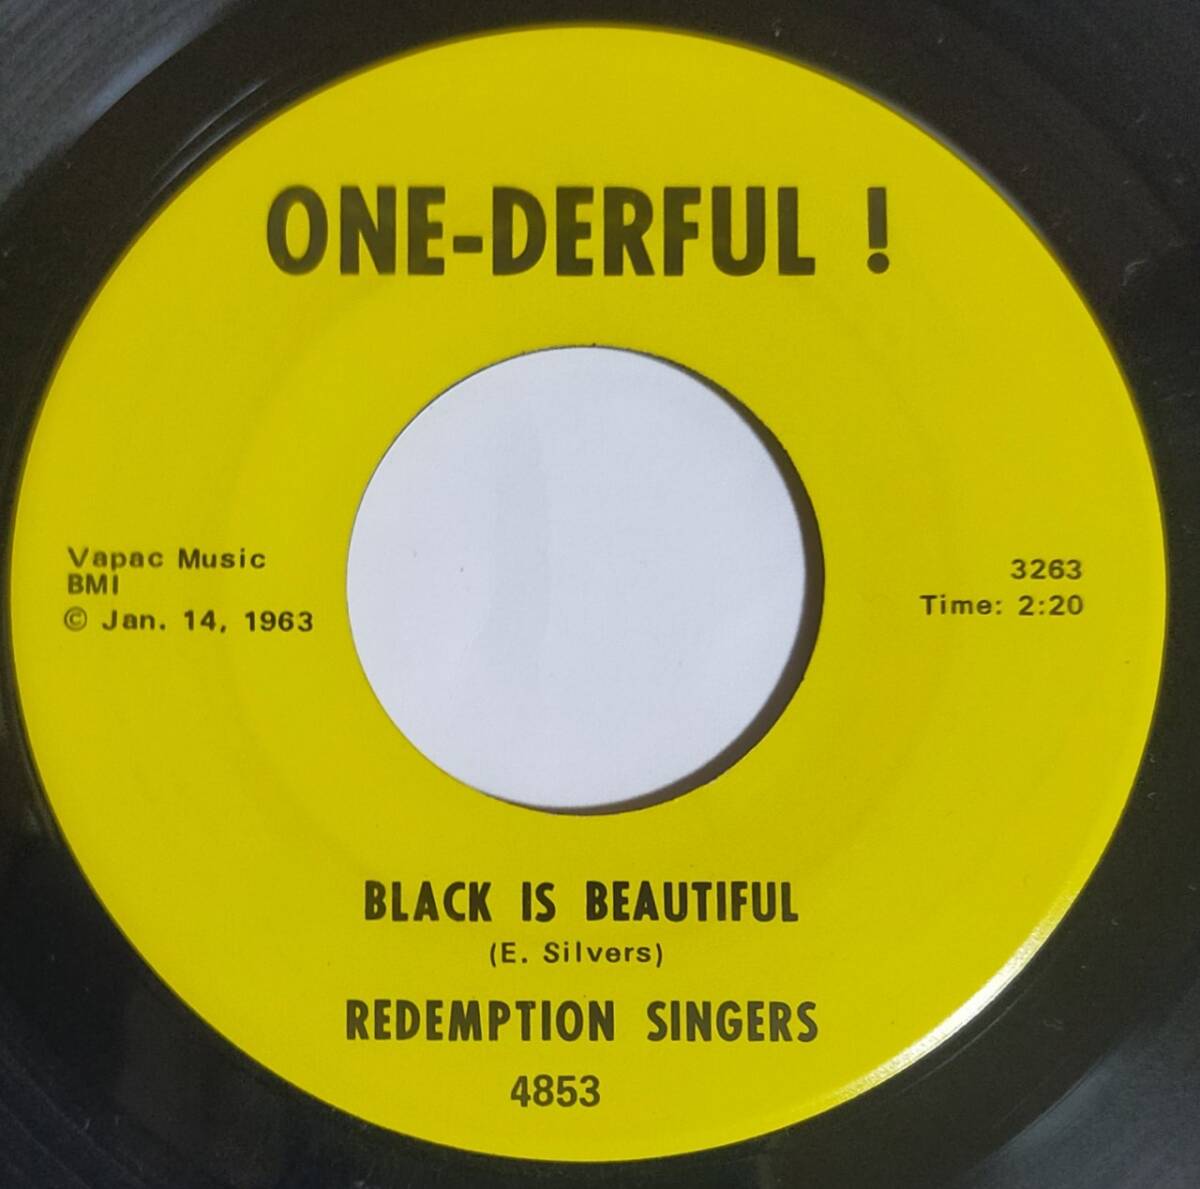 ONE-DERFUL !
Vapac Music
BMI
© Jan. 14, 1963
3263
Time: 2:20
BLACK IS BEAUTIFUL
(E. Silvers)
REDEMPTION SINGERS
4853